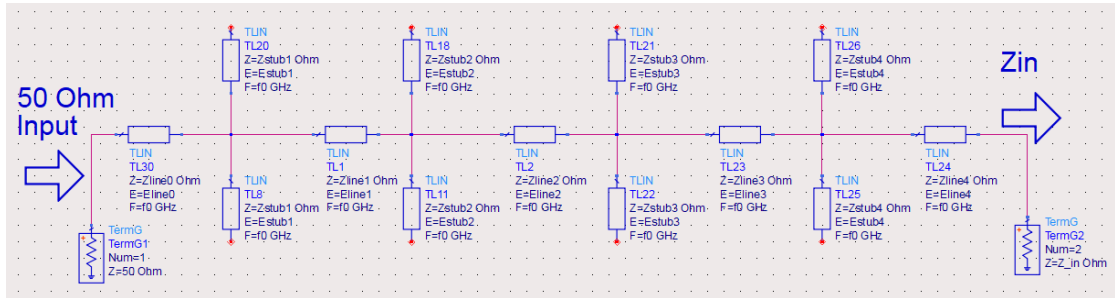 TLIN
TL20
Z=Zstub1 Ohm
E=Estub1
F=f0 GHz
TLIN
TL18
Z=Zstub2 Ohm
E=Estub2
F=f0 GHz
TLIN
TL21
Z=Zstub3 Ohm
E=Estub3
F=f0 GHz
TLIN
TL26
Z=Zstub4 Ohm
E=Estub4
F=f0 GHz
50 Ohm
Input
Zin
TLIN
TL30
Z=Zline0 Ohm
E=Eline0
F=f0 GHz
TLIN
TL1
Z=Zline1 Ohm
E=Eline1
F=f0 GHz
TLIN
TL2
Z=Zline2 Ohm
E=Eline2
F=f0 GHz
TLIN
TL23
Z=Zline3 Ohm
E=Eline3
F=f0 GHz
TLIN
TL24
Z=Zline4 Ohm
E=Eline4
F=f0 GHz
TLIN
TL8
Z=Zstub1 Ohm
E=Estub1
F=f0 GHz
TLIN
TL11
Z=Zstub2 Ohm
E=Estub2
F=f0 GHz
TLIN
TL22
Z=Zstub3 Ohm
E=Estub3
F=f0 GHz
TLIN
TL25
Z=Zstub4 Ohm
E=Estub4
F=f0 GHz
TermG
TermG1
Num=1
Z=50 Ohm
TermG
TermG2
Num=2
Z=Z_in Ohm